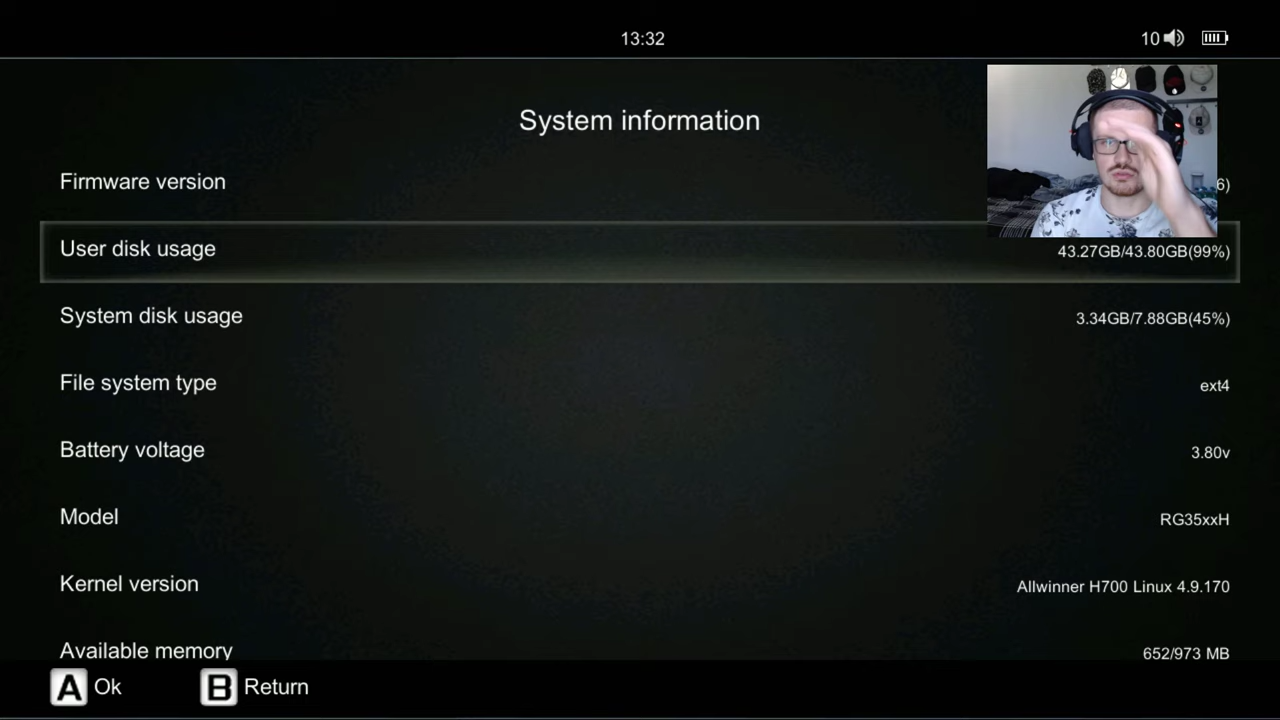 13:32 10
System information
Firmware version 6)
User disk usage 43.27GB/43.80GB(99%)
System disk usage 3.34GB/7.88GB(45%)
File system type ext4
Battery voltage 3.80v
Model RG35xxH
Kernel version Allwinner H700 Linux 4.9.170
Available memory 652/973 MB
A Ok B Return